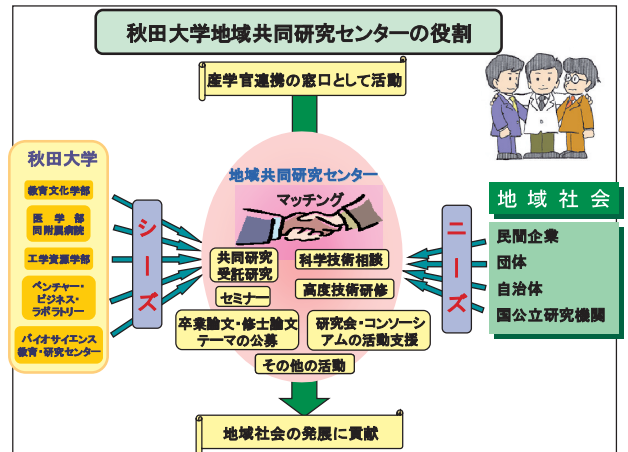 秋田大学地域共同研究センターの役割
産学官連携の窓口として活動
秋田大学
教育文化学部
医学部
同附属病院
工学資源学部
ベンチャー・
ビジネス・
ラボラトリー
バイオサイエンス
教育・研究センター
シーズ
地域共同研究センター
マッチング
共同研究
受託研究
科学技術相談
セミナー
高度技術研修
卒業論文・修士論文
テーマの公募
研究会・コンソーシ
アムの活動支援
その他の活動
ニーズ
地域社会
民間企業
団体
自治体
国公立研究機関
地域社会の発展に貢献